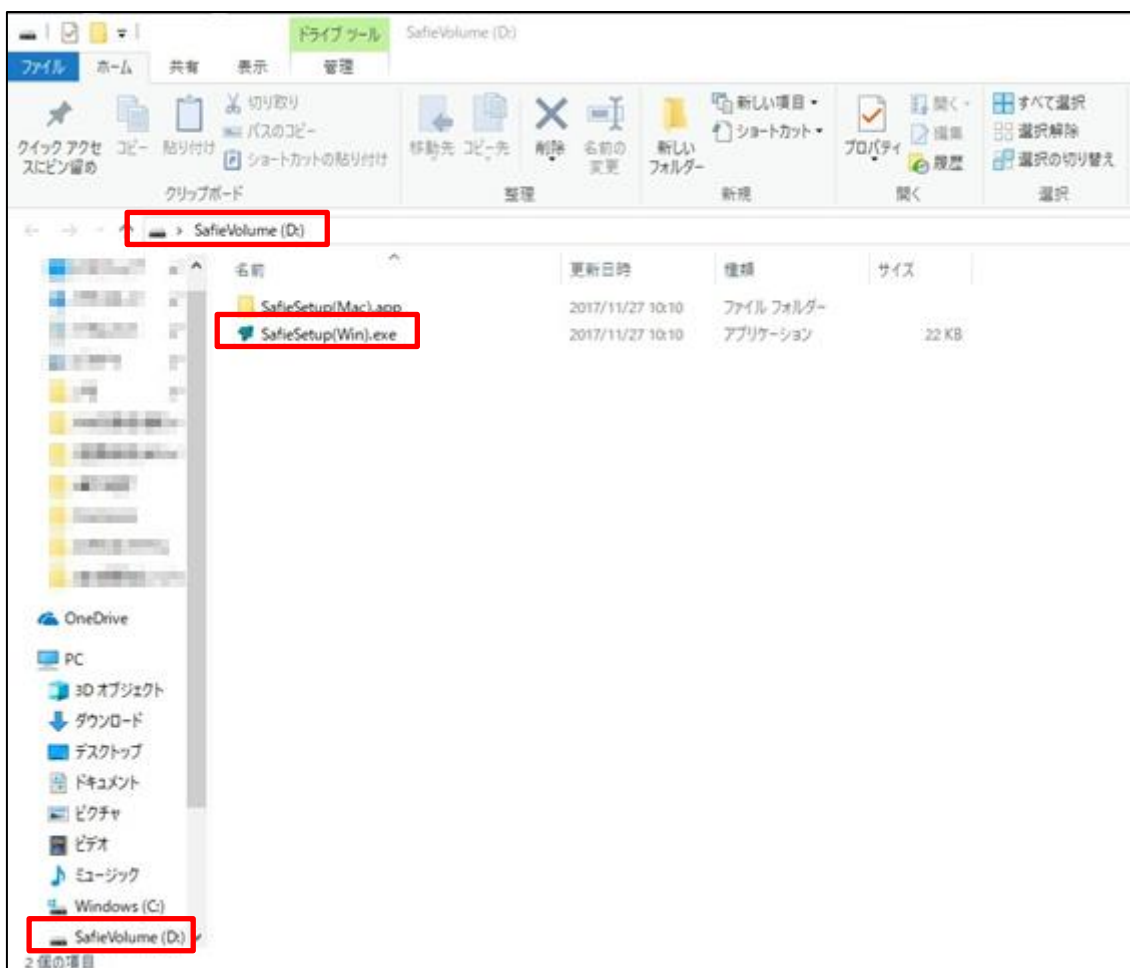 ドライブ ツール SafieVolume (D:)
ファイル ホーム 共有 表示 管理
クイック アクセスにピン留め
コピー
貼り付け
切り取り
パスのコピー
ショートカットの貼り付け
クリップボード
移動先
コピー先
削除
名前の変更
整理
新しいフォルダー
新しい項目
ショートカット
新規
プロパティ
開く
編集
履歴
開く
すべて選択
選択解除
選択の切り替え
選択
SafieVolume (D:)
名前 更新日時 種類 サイズ
SafieSetup(Mac).app 2017/11/27 10:10 ファイル フォルダー
SafieSetup(Win).exe 2017/11/27 10:10 アプリケーション 22 KB
OneDrive
PC
3D オブジェクト
ダウンロード
デスクトップ
ドキュメント
ピクチャ
ビデオ
ミュージック
Windows (C:)
SafieVolume (D:)
2 個の項目